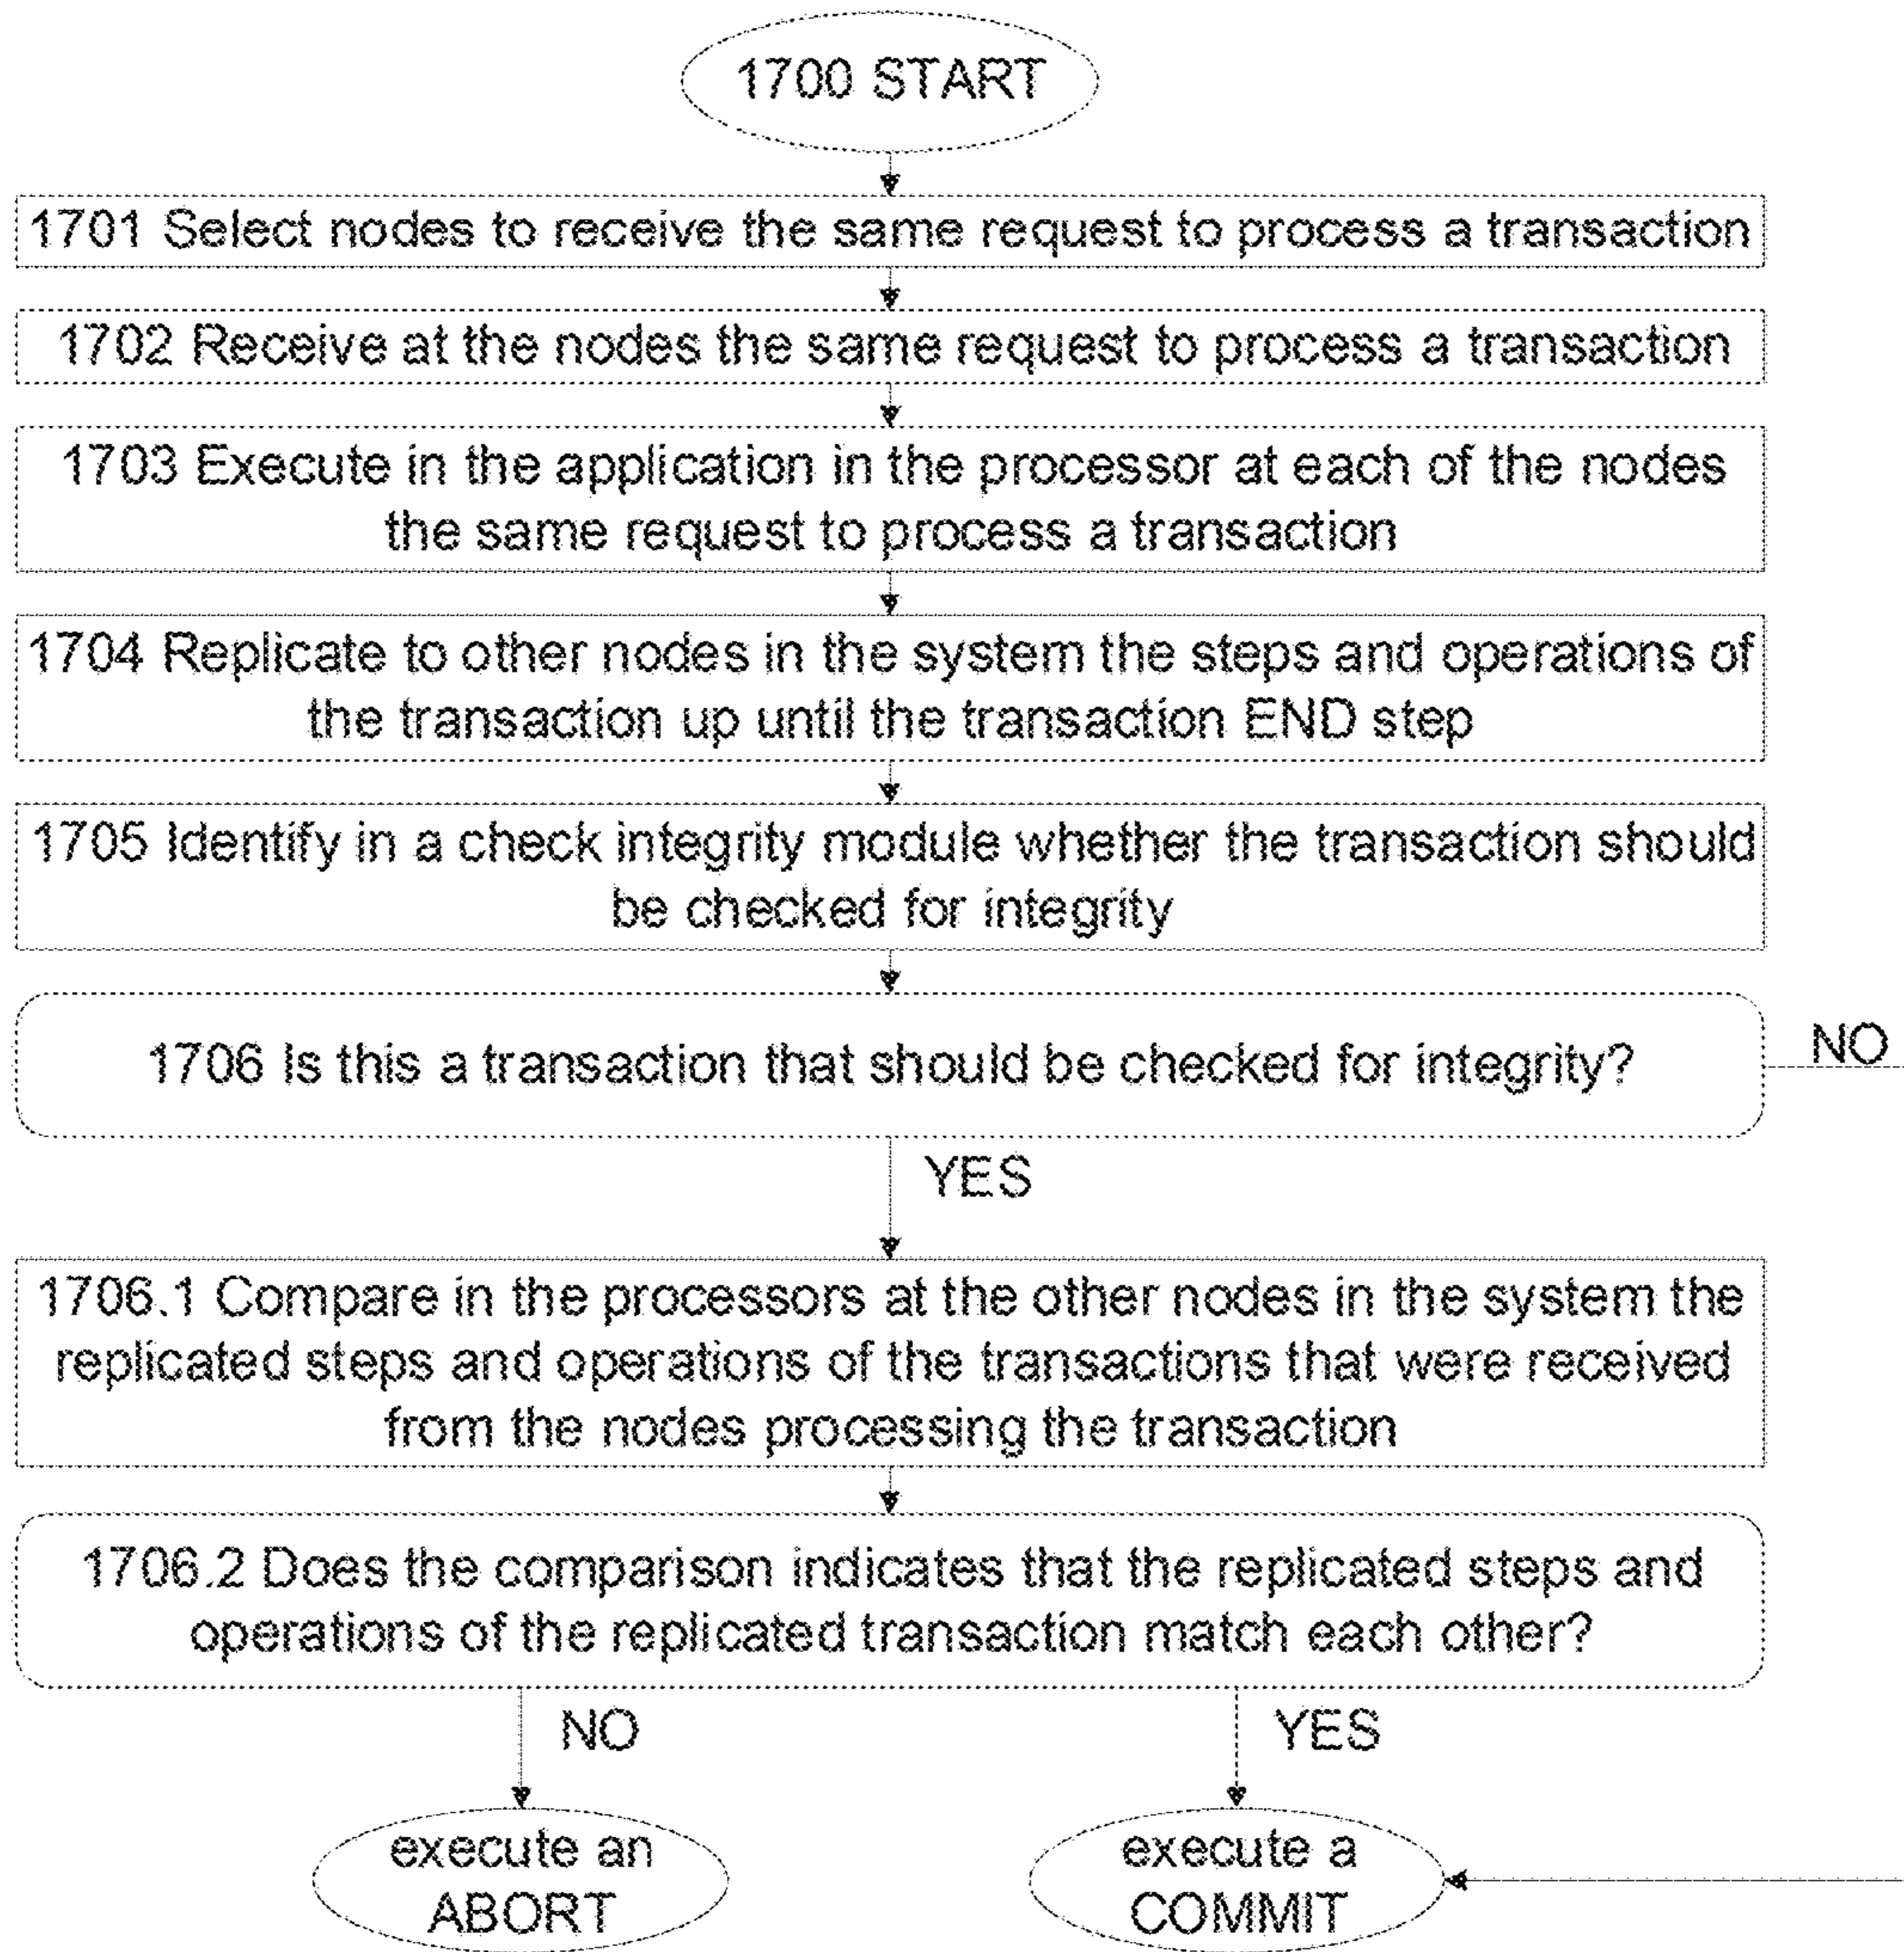 1700 START
1701 Select nodes to receive the same request to process a transaction
1702 Receive at the nodes the same request to process a transaction
1703 Execute in the application in the processor at each of the nodes
the same request to process a transaction
1704 Replicate to other nodes in the system the steps and operations of
the transaction up until the transaction END step
1705 Identify in a check integrity module whether the transaction should
be checked for integrity
1706 Is this a transaction that should be checked for integrity?
NO
YES
1706.1 Compare in the processors at the other nodes in the system the
replicated steps and operations of the transactions that were received
from the nodes processing the transaction
1706.2 Does the comparison indicates that the replicated steps and
operations of the replicated transaction match each other?
NO
YES
execute an
ABORT
execute a
COMMIT